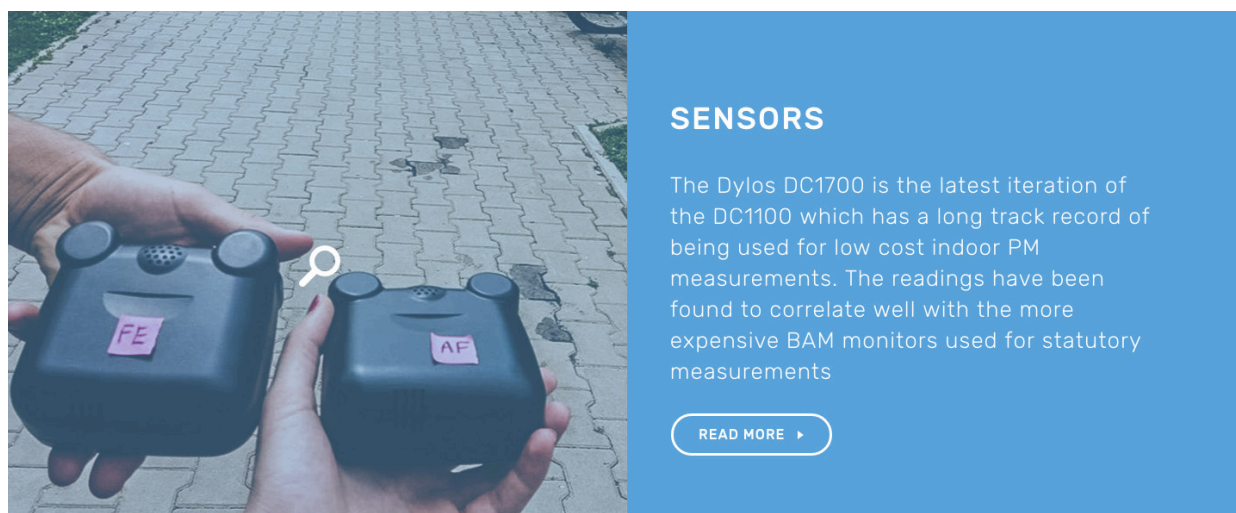 FE
AF
SENSORS
The Dylos DC1700 is the latest iteration of
the DC1100 which has a long track record of
being used for low cost indoor PM
measurements. The readings have been
found to correlate well with the more
expensive BAM monitors used for statutory
measurements
READ MORE